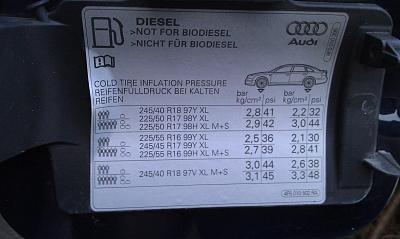 DIESEL
>NOT FOR BIODIESEL
>NICHT FÜR BIODIESEL
Audi
COLD TIRE INFLATION PRESSURE
REIFENFÜLLDRUCK BEI KALTEN
REIFEN
bar psi bar psi
kg/cm² kg/cm²
245/40 R18 97Y XL 2,8 41 2,2 32
225/50 R17 98Y XL
225/50 R17 98H XL M+S 2,9 42 3,0 44
225/55 R16 99Y XL 2,5 36 2,1 30
245/45 R17 99Y XL
225/55 R16 99H XL M+S 2,7 39 2,8 41
245/40 R18 97V XL M+S 3,0 44 2,6 38
3,1 45 3,3 48